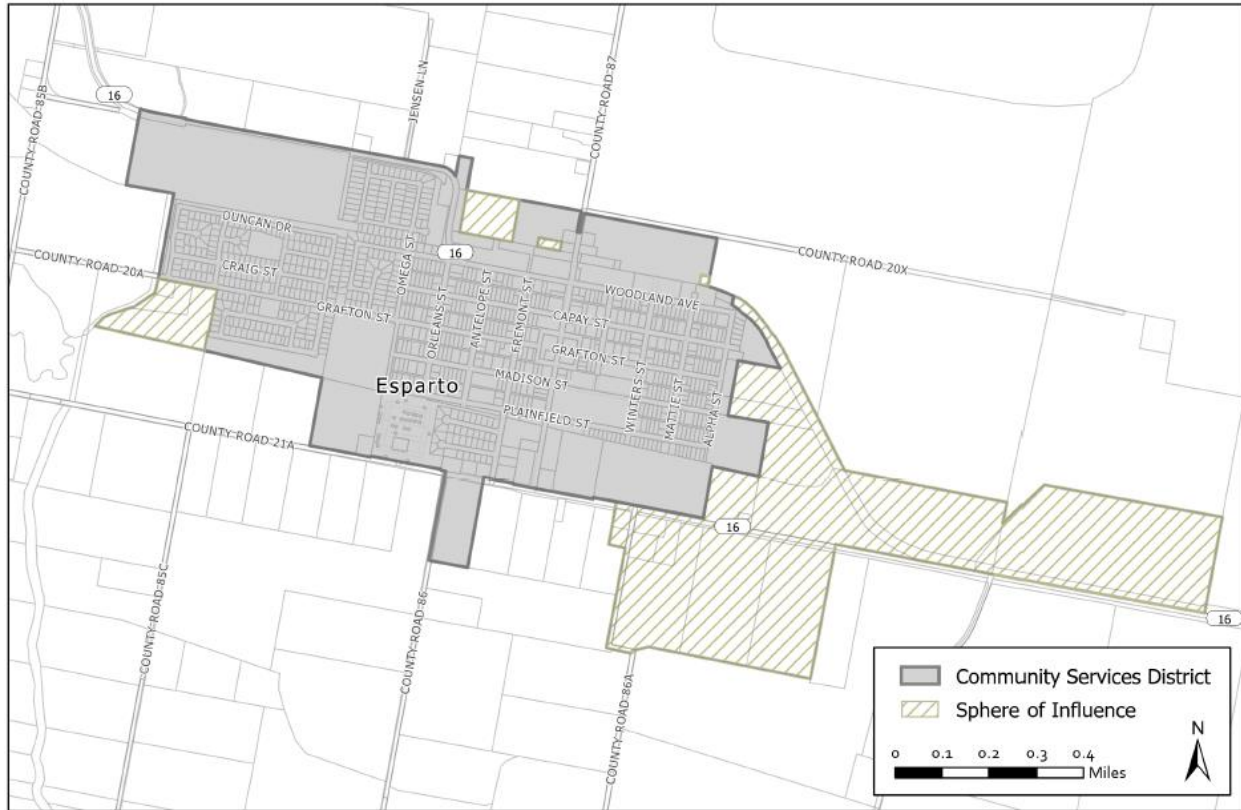 16
COUNTY ROAD 85B
JENSEN LN
COUNTY ROAD 87
DUNCAN DR
OMEGA ST
16
COUNTY ROAD 20X
COUNTY ROAD 20A
CRAIG ST
GRAFTON ST
ORLEANS ST
ANTELOPE ST
FREMONT ST
WOODLAND AVE
CAPAY ST
GRAFTON ST
MADISON ST
WINTERS ST
MATTIE ST
ALPHA ST
Esparto
PLAINFIELD ST
COUNTY ROAD 21A
16
COUNTY ROAD 85C
COUNTY ROAD 86
COUNTY ROAD 86A
16
Community Services District
Sphere of Influence
N
0 0.1 0.2 0.3 0.4
Miles